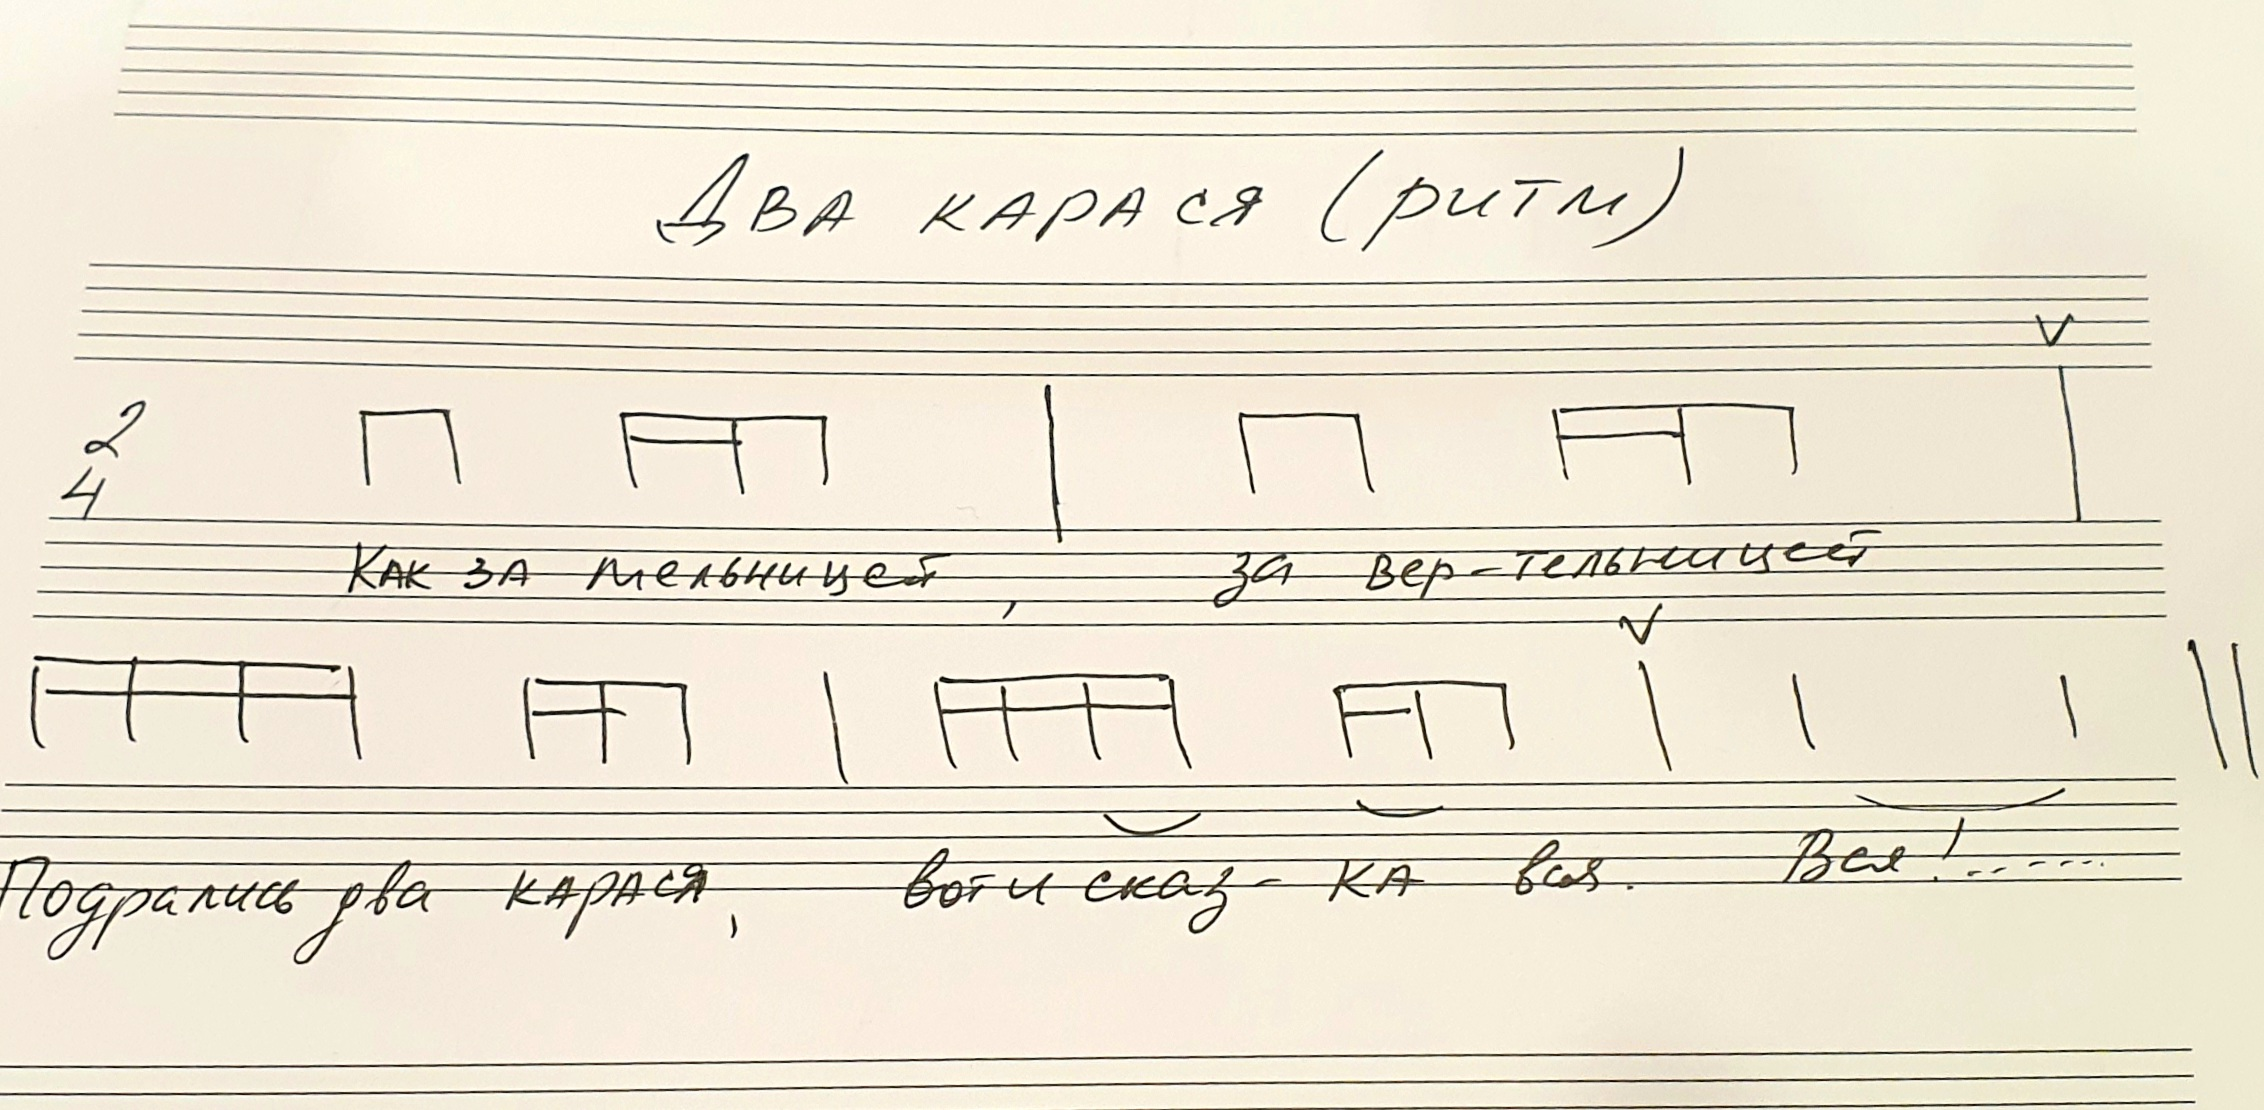 Два карася (ритм)
2
4
Как за мельницей, за вер-тельницей
Подрались два карася, вот и сказ-ка вся. Вся!......